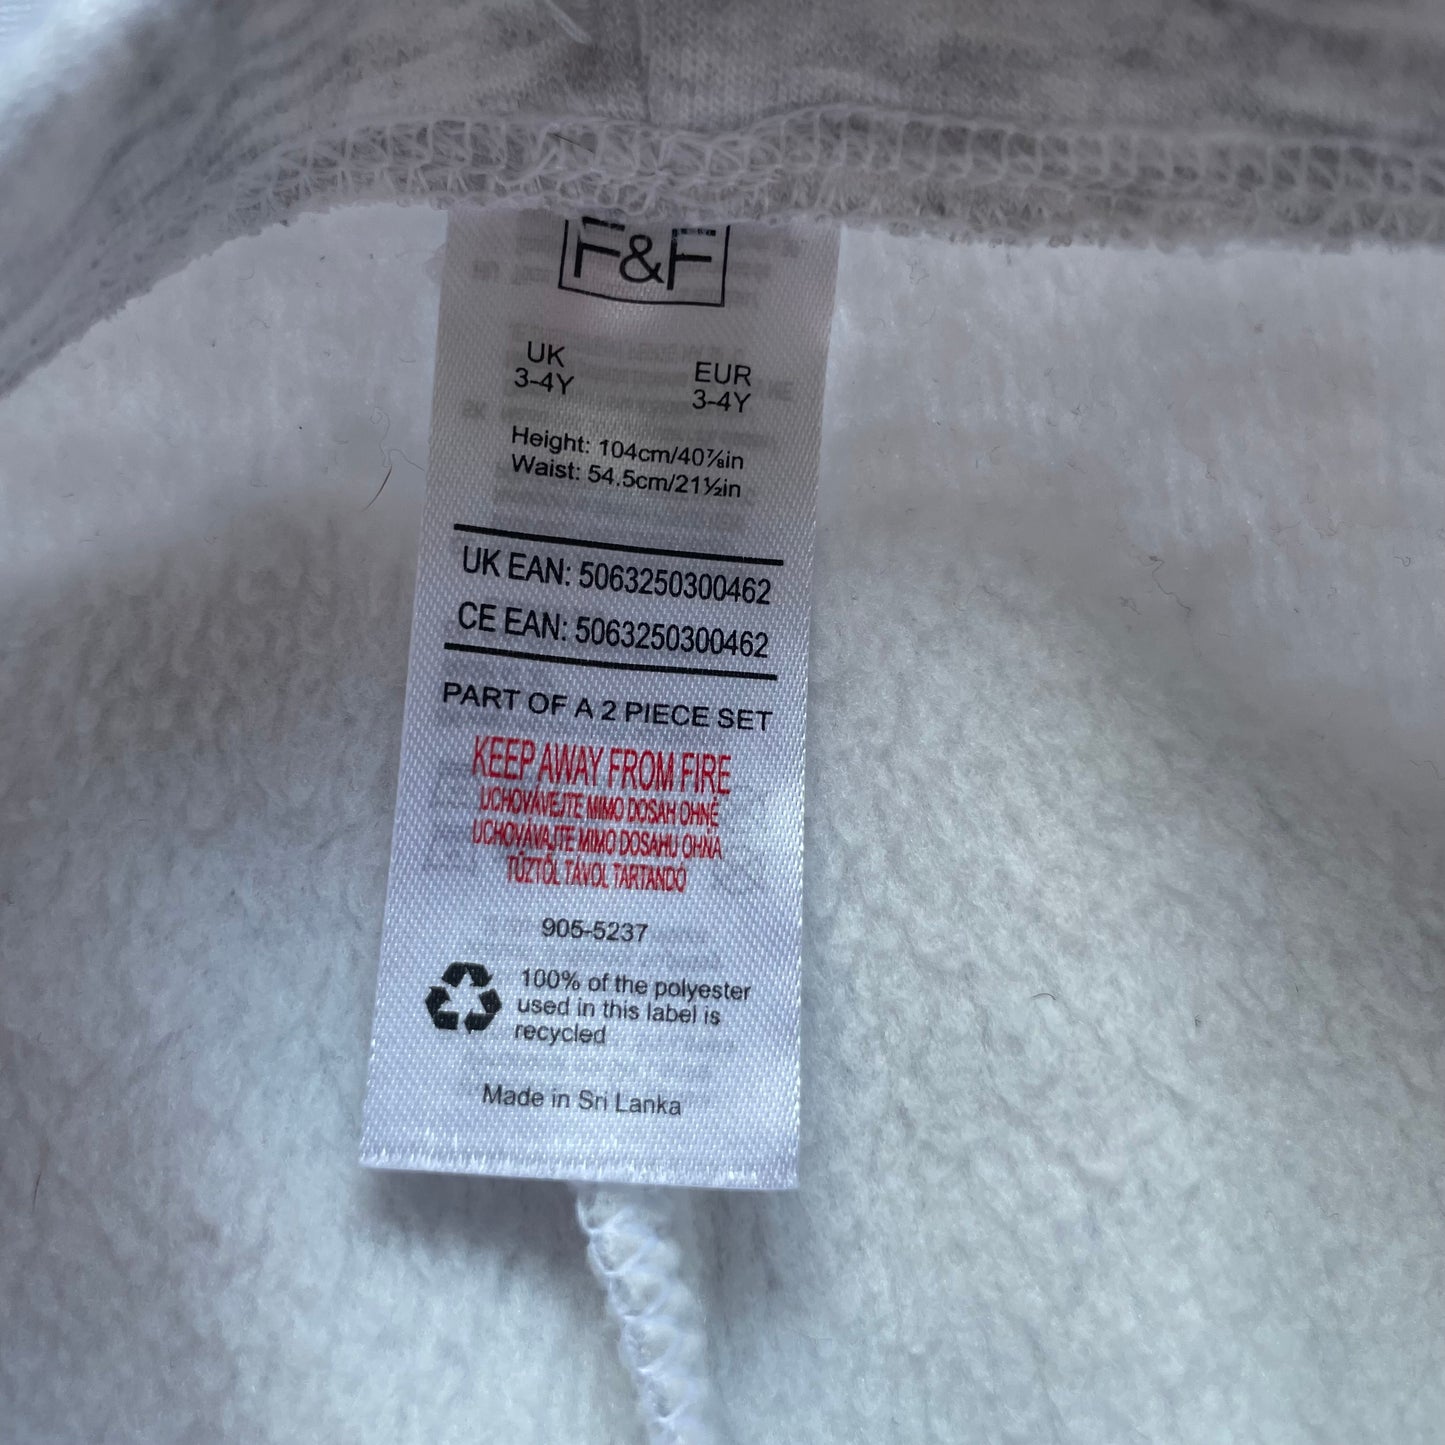 F&F
UK
3-4Y
EUR
3-4Y
Height: 104cm/40⅞in
Waist: 54.5cm/21½in
UK EAN: 5063250300462
CE EAN: 5063250300462
PART OF A 2 PIECE SET
KEEP AWAY FROM FIRE
UCHOVÁVEJTE MIMO DOSAH OHNĚ
UCHOVÁVAJTE MIMO DOSAHU OHŇA
TŰZTŐL TÁVOL TARTANDÓ
905-5237
100% of the polyester
used in this label is
recycled
Made in Sri Lanka